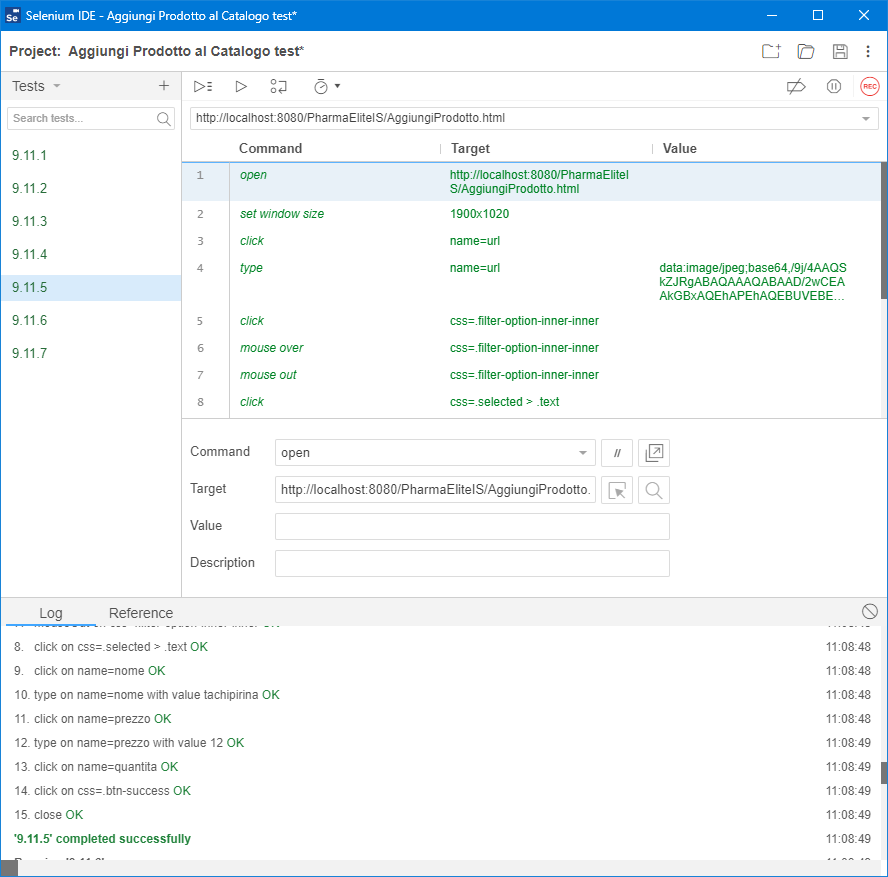 Selenium IDE - Aggiungi Prodotto al Catalogo test*
Project: Aggiungi Prodotto al Catalogo test*
Tests
REC
Search tests...
http://localhost:8080/PharmaEliteIS/AggiungiProdotto.html
Command Target Value
9.11.1
9.11.2
9.11.3
9.11.4
9.11.5
9.11.6
9.11.7
1 open http://localhost:8080/PharmaEliteI
S/AggiungiProdotto.html
2 set window size 1900x1020
3 click name=url
4 type name=url data:image/jpeg;base64,/9j/4AAQS
kZJRgABAQAAAQABAAD/2wCEA
AkGBxAQEhAPEhAQEBUVEBE...
5 click css=.filter-option-inner-inner
6 mouse over css=.filter-option-inner-inner
7 mouse out css=.filter-option-inner-inner
8 click css=.selected > .text
Command open //
Target http://localhost:8080/PharmaEliteIS/AggiungiProdotto.
Value
Description
Log Reference
8. click on css=.selected > .text OK 11:08:48
9. click on name=nome OK 11:08:48
10. type on name=nome with value tachipirina OK 11:08:48
11. click on name=prezzo OK 11:08:48
12. type on name=prezzo with value 12 OK 11:08:49
13. click on name=quantita OK 11:08:49
14. click on css=.btn-success OK 11:08:49
15. close OK 11:08:49
'9.11.5' completed successfully 11:08:49